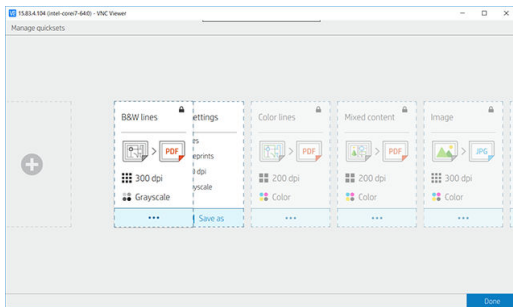 15.83.4.104 (intel-corei7-64:0) - VNC Viewer
Manage quicksets
B&W lines
PDF
300 dpi
Grayscale
...
ettings
eprints
dpi
yscale
Save as
Color lines
PDF
200 dpi
Color
...
Mixed content
PDF
200 dpi
Color
...
Image
JPG
300 dpi
Color
...
Done